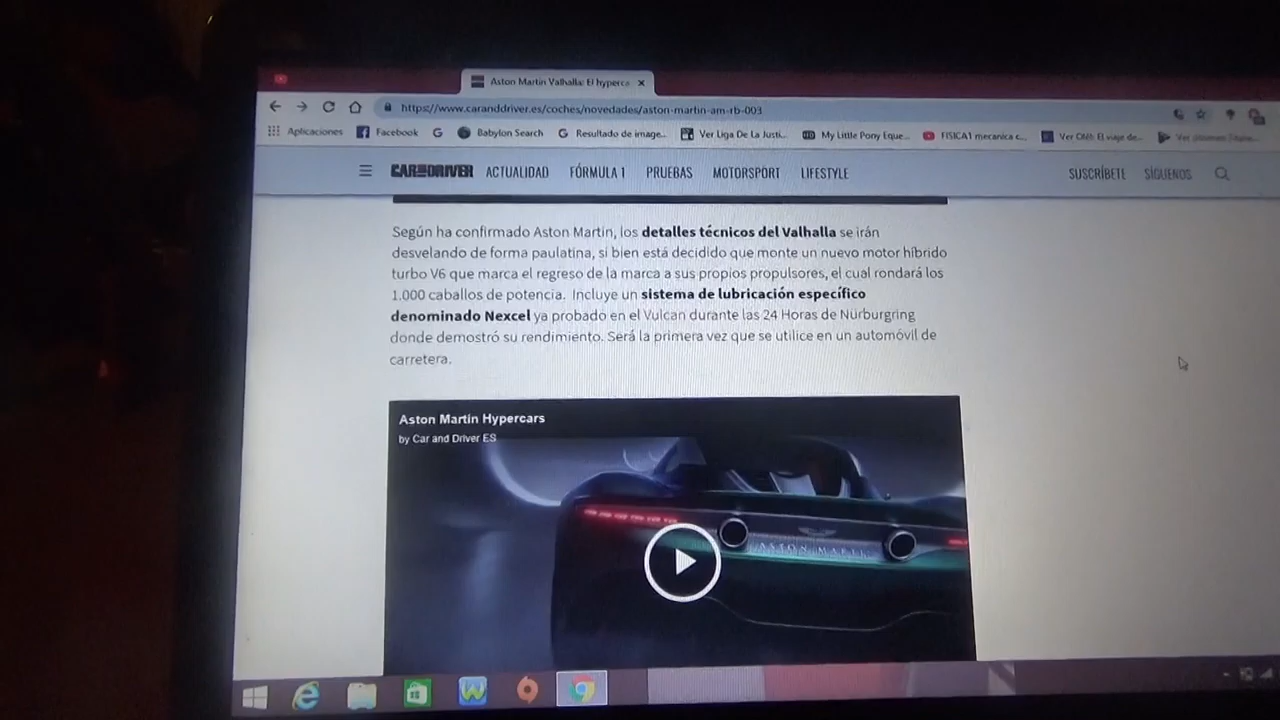 Aston Martin Valhalla: El hyperca
https://www.caranddriver.es/coches/novedades/aston-martin-am-rb-003
Aplicaciones Facebook Babylon Search Resultado de image... Ver Liga De La Justi... My Little Pony Eque... FISICA1 mecanica c...
CAR AND DRIVER ACTUALIDAD FÓRMULA 1 PRUEBAS MOTORSPORT LIFESTYLE SUSCRÍBETE SÍGUENOS
Según ha confirmado Aston Martin, los detalles técnicos del Valhalla se irán
desvelando de forma paulatina, si bien está decidido que monte un nuevo motor híbrido
turbo V6 que marca el regreso de la marca a sus propios propulsores, el cual rondará los
1.000 caballos de potencia. Incluye un sistema de lubricación específico
denominado Nexcel ya probado en el Vulcan durante las 24 Horas de Nürburgring
donde demostró su rendimiento. Será la primera vez que se utilice en un automóvil de
carretera.
Aston Martin Hypercars
by Car and Driver ES
ASTON MARTIN